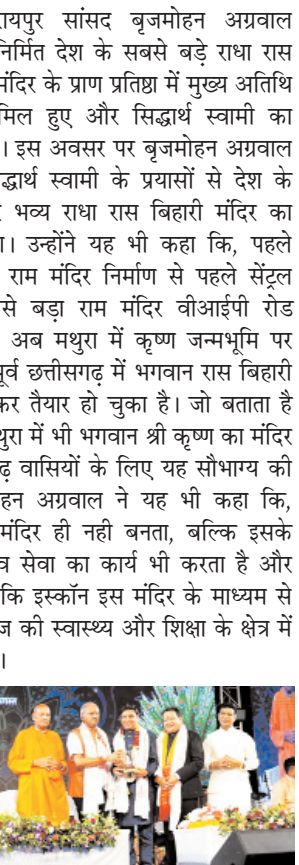 रायपुर सांसद बृजमोहन अग्रवाल
निर्मित देश के सबसे बड़े राधा रास
मंदिर के प्राण प्रतिष्ठा में मुख्य अतिथि
मिल हुए और सिद्धार्थ स्वामी का
। इस अवसर पर बृजमोहन अग्रवाल
द्धार्थ स्वामी के प्रयासों से देश के
भव्य राधा रास बिहारी मंदिर का
ा। उन्होंने यह भी कहा कि, पहले
राम मंदिर निर्माण से पहले सेंट्रल
से बड़ा राम मंदिर वीआईपी रोड
अब मथुरा में कृष्ण जन्मभूमि पर
पूर्व छत्तीसगढ़ में भगवान रास बिहारी
कर तैयार हो चुका है। जो बताता है
थुरा में भी भगवान श्री कृष्ण का मंदिर
ढ़ वासियों के लिए यह सौभाग्य की
ोहन अग्रवाल ने यह भी कहा कि,
मंदिर ही नही बनता, बल्कि इसके
व सेवा का कार्य भी करता है और
कि इस्कॉन इस मंदिर के माध्यम से
ज की स्वास्थ्य और शिक्षा के क्षेत्र में
।